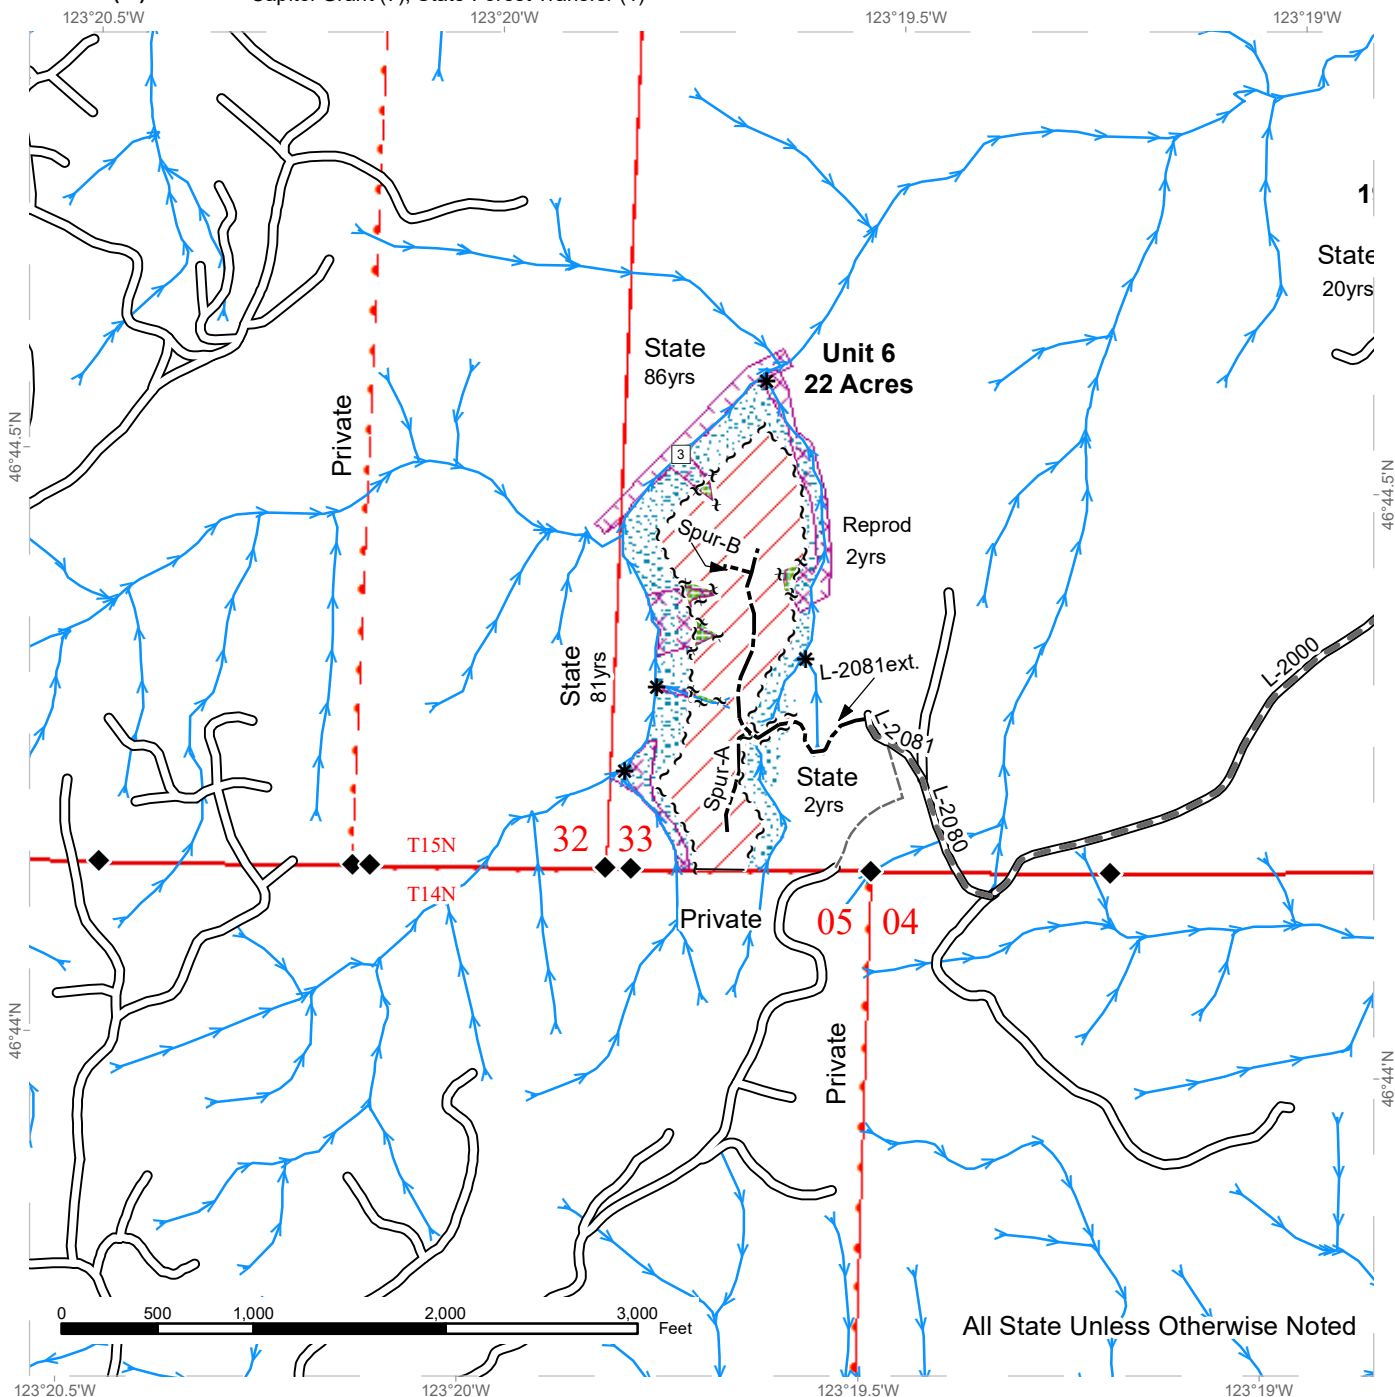 123°20.5'W
123°20'W
123°19.5'W
123°19'W
State
20yrs
State
86yrs
Unit 6
22 Acres
Private
46°44.5'N
46°44.5'N
3
Reprod
2yrs
Spur-B
State
81yrs
L-2081ext.
L-2000
L-2081
Spur-A
State
2yrs
L-2080
T15N
32
33
T14N
Private
05
04
46°44'N
Private
46°44'N
0
500
1,000
2,000
3,000
Feet
All State Unless Otherwise Noted
123°20.5'W
123°20'W
123°19.5'W
123°19'W